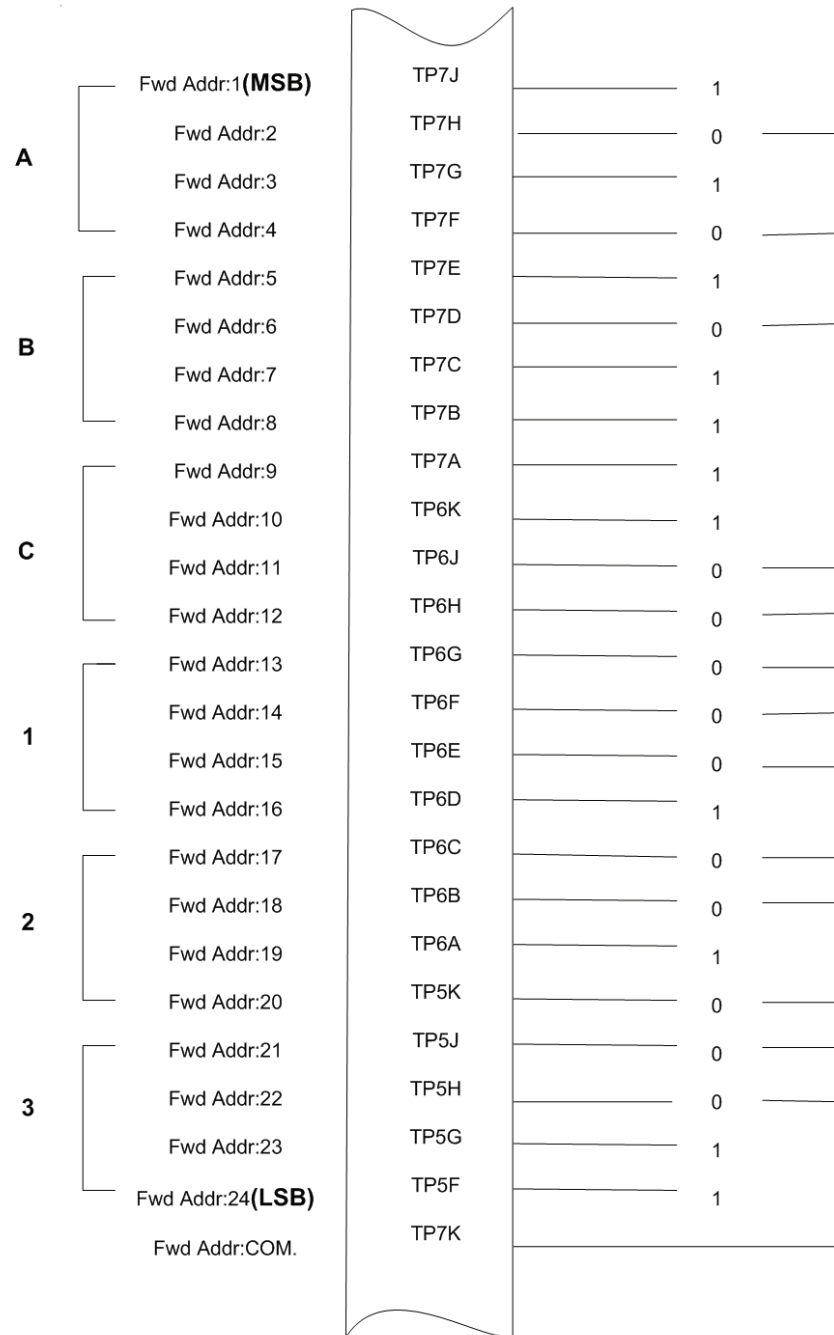 Fwd Addr:1(MSB) TP7J 1
Fwd Addr:2 TP7H 0
A
Fwd Addr:3 TP7G 1
Fwd Addr:4 TP7F 0
Fwd Addr:5 TP7E 1
Fwd Addr:6 TP7D 0
B
Fwd Addr:7 TP7C 1
Fwd Addr:8 TP7B 1
Fwd Addr:9 TP7A 1
Fwd Addr:10 TP6K 1
C
Fwd Addr:11 TP6J 0
Fwd Addr:12 TP6H 0
Fwd Addr:13 TP6G 0
Fwd Addr:14 TP6F 0
1
Fwd Addr:15 TP6E 0
Fwd Addr:16 TP6D 1
Fwd Addr:17 TP6C 0
Fwd Addr:18 TP6B 0
2
Fwd Addr:19 TP6A 1
Fwd Addr:20 TP5K 0
Fwd Addr:21 TP5J 0
Fwd Addr:22 TP5H 0
3
Fwd Addr:23 TP5G 1
Fwd Addr:24(LSB) TP5F 1
Fwd Addr:COM. TP7K